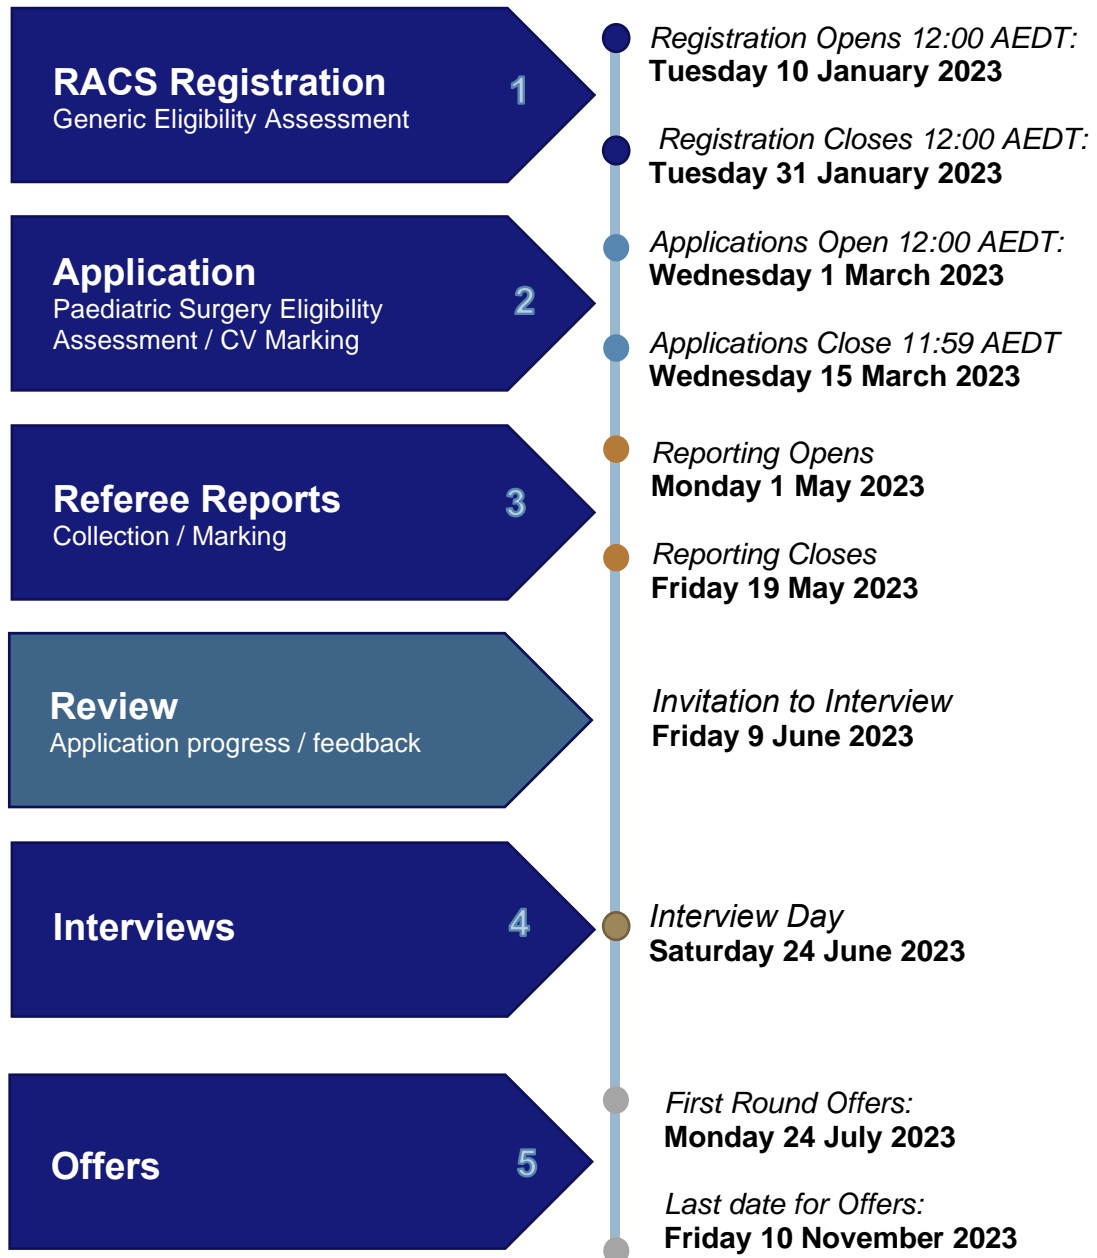 RACS Registration
Generic Eligibility Assessment
1
Registration Opens 12:00 AEDT:
Tuesday 10 January 2023
Registration Closes 12:00 AEDT:
Tuesday 31 January 2023
Application
Paediatric Surgery Eligibility
Assessment / CV Marking
2
Applications Open 12:00 AEDT:
Wednesday 1 March 2023
Applications Close 11:59 AEDT
Wednesday 15 March 2023
Referee Reports
Collection / Marking
3
Reporting Opens
Monday 1 May 2023
Reporting Closes
Friday 19 May 2023
Review
Application progress / feedback
Invitation to Interview
Friday 9 June 2023
Interviews
4
Interview Day
Saturday 24 June 2023
Offers
5
First Round Offers:
Monday 24 July 2023
Last date for Offers:
Friday 10 November 2023